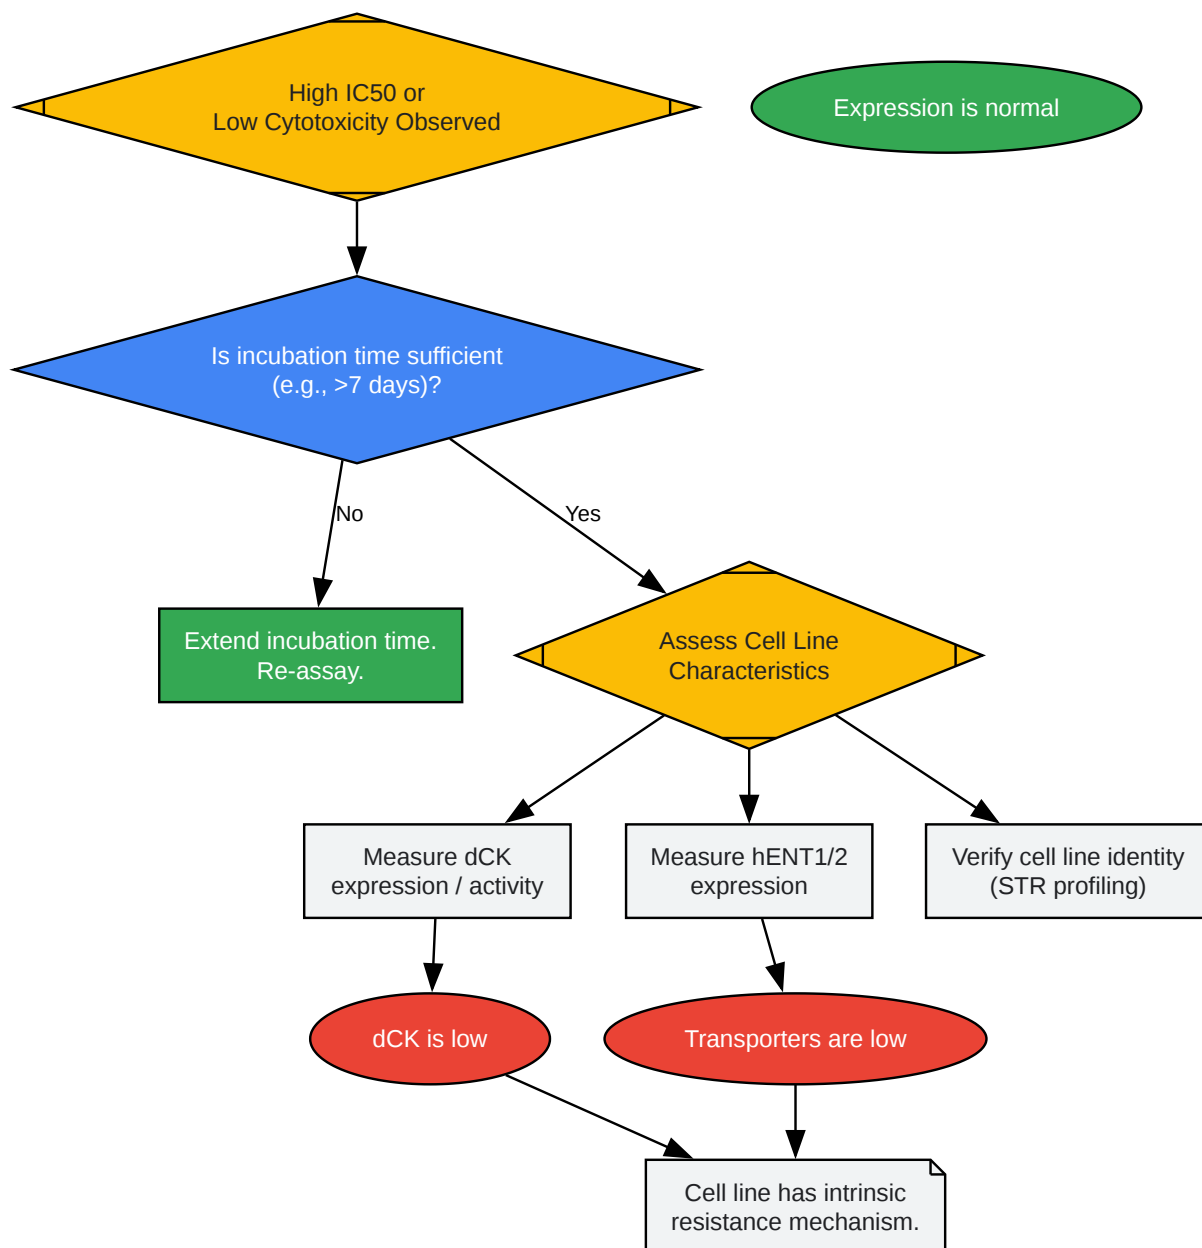 High IC50 or
Low Cytotoxicity Observed
Expression is normal
Is incubation time sufficient
(e.g., >7 days)?
No
Yes
Extend incubation time.
Re-assay.
Assess Cell Line
Characteristics
Measure dCK
expression / activity
Measure hENT1/2
expression
Verify cell line identity
(STR profiling)
dCK is low
Transporters are low
Cell line has intrinsic
resistance mechanism.